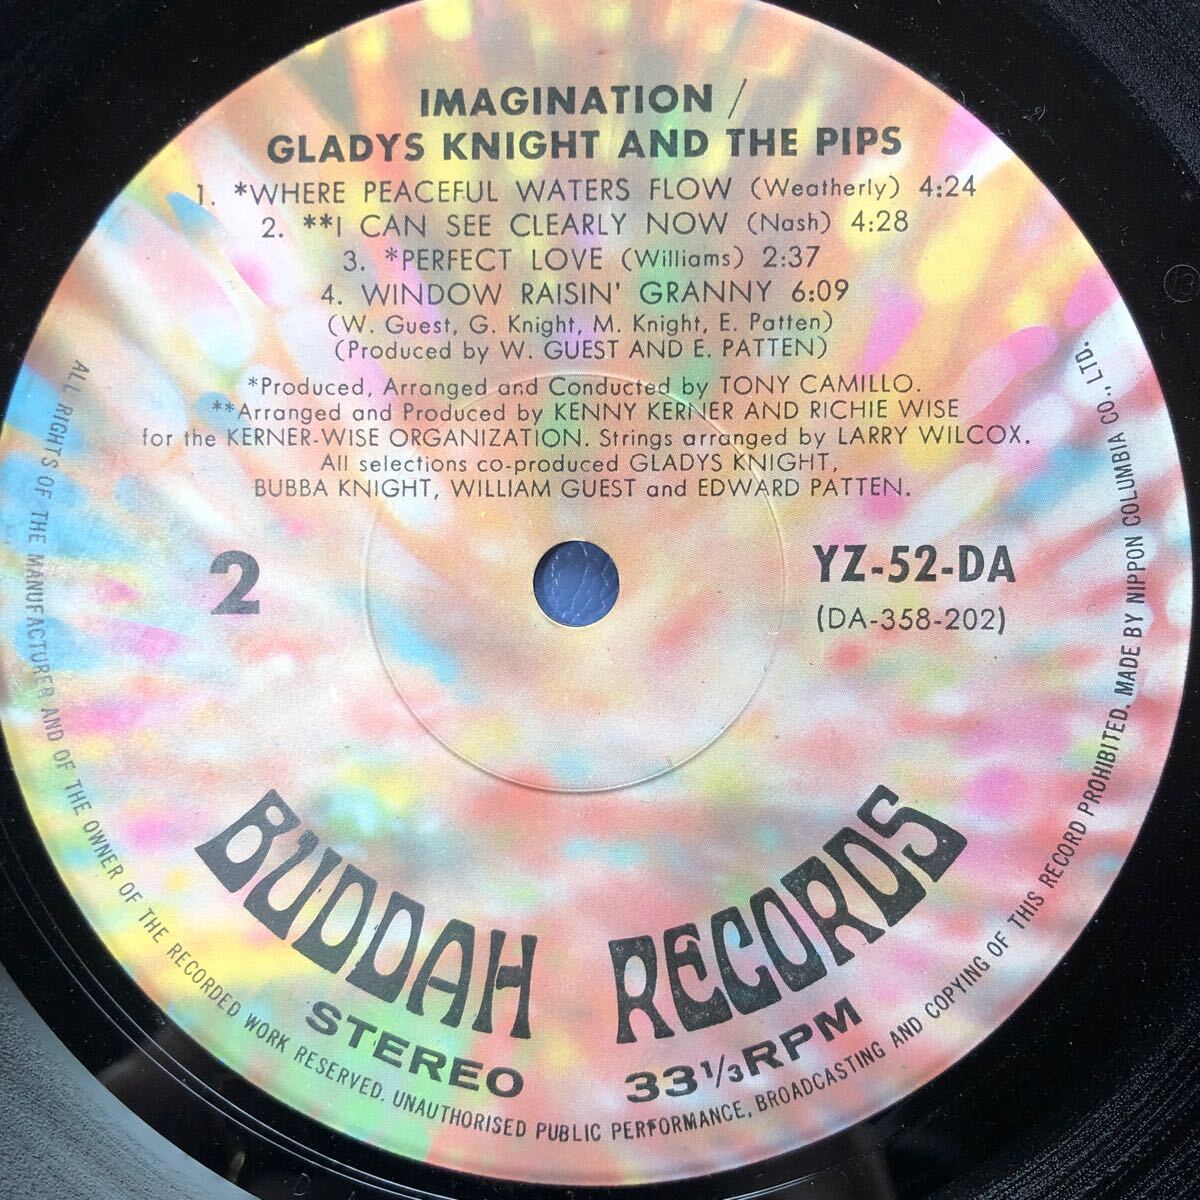 IMAGINATION /
GLADYS KNIGHT AND THE PIPS
1. *WHERE PEACEFUL WATERS FLOW (Weatherly) 4:24
2. **I CAN SEE CLEARLY NOW (Nash) 4:28
3. *PERFECT LOVE (Williams) 2:37
4. WINDOW RAISIN' GRANNY 6:09
(W. Guest, G. Knight, M. Knight, E. Patten)
(Produced by W. GUEST AND E. PATTEN)
*Produced, Arranged and Conducted by TONY CAMILLO.
**Arranged and Produced by KENNY KERNER AND RICHIE WISE
for the KERNER-WISE ORGANIZATION. Strings arranged by LARRY WILCOX.
All selections co-produced GLADYS KNIGHT,
BUBBA KNIGHT, WILLIAM GUEST and EDWARD PATTEN.
2
YZ-52-DA
(DA-358-202)
BUDDAH RECORDS
STEREO 33 1/3 RPM
ALL RIGHTS OF THE MANUFACTURER AND OF THE OWNER OF THE RECORDED WORK RESERVED. UNAUTHORISED PUBLIC PERFORMANCE, BROADCASTING AND COPYING OF THIS RECORD PROHIBITED. MADE BY NIPPON COLUMBIA CO., LTD.